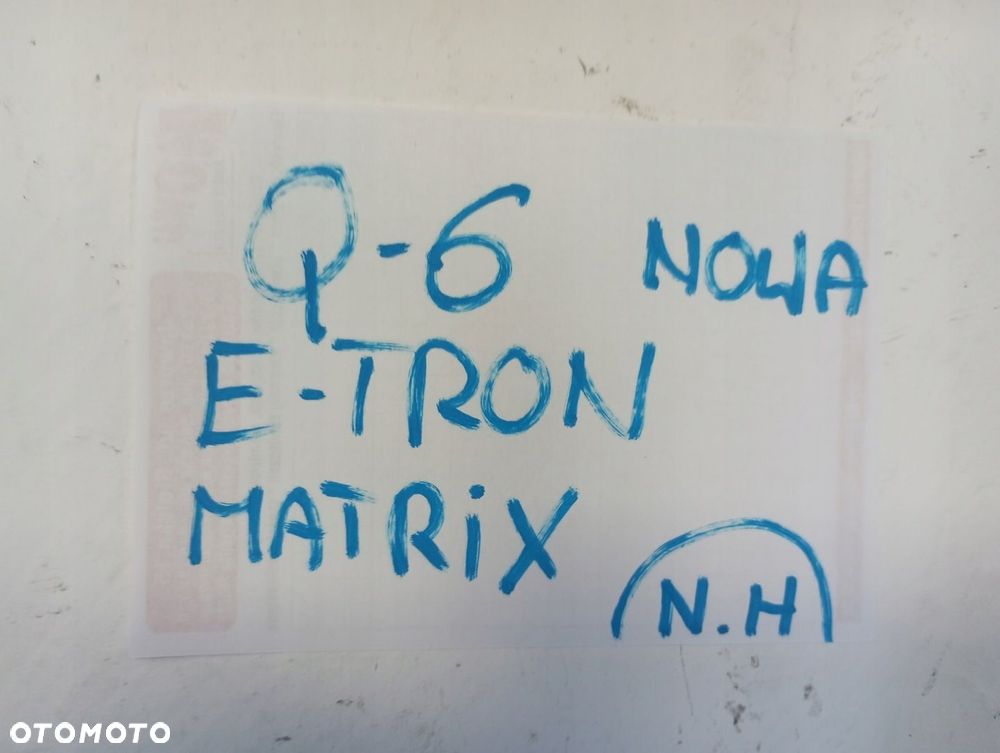 Q-6 NOWA
E-TRON
MATRiX
N.H
OTOMOTO